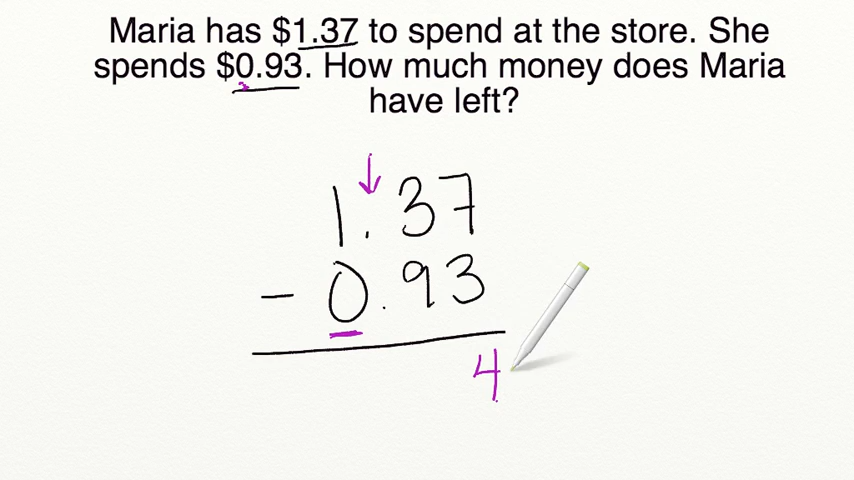 Maria has $1.37 to spend at the store. She
spends $0.93. How much money does Maria
have left?
1.37
- 0.93
4